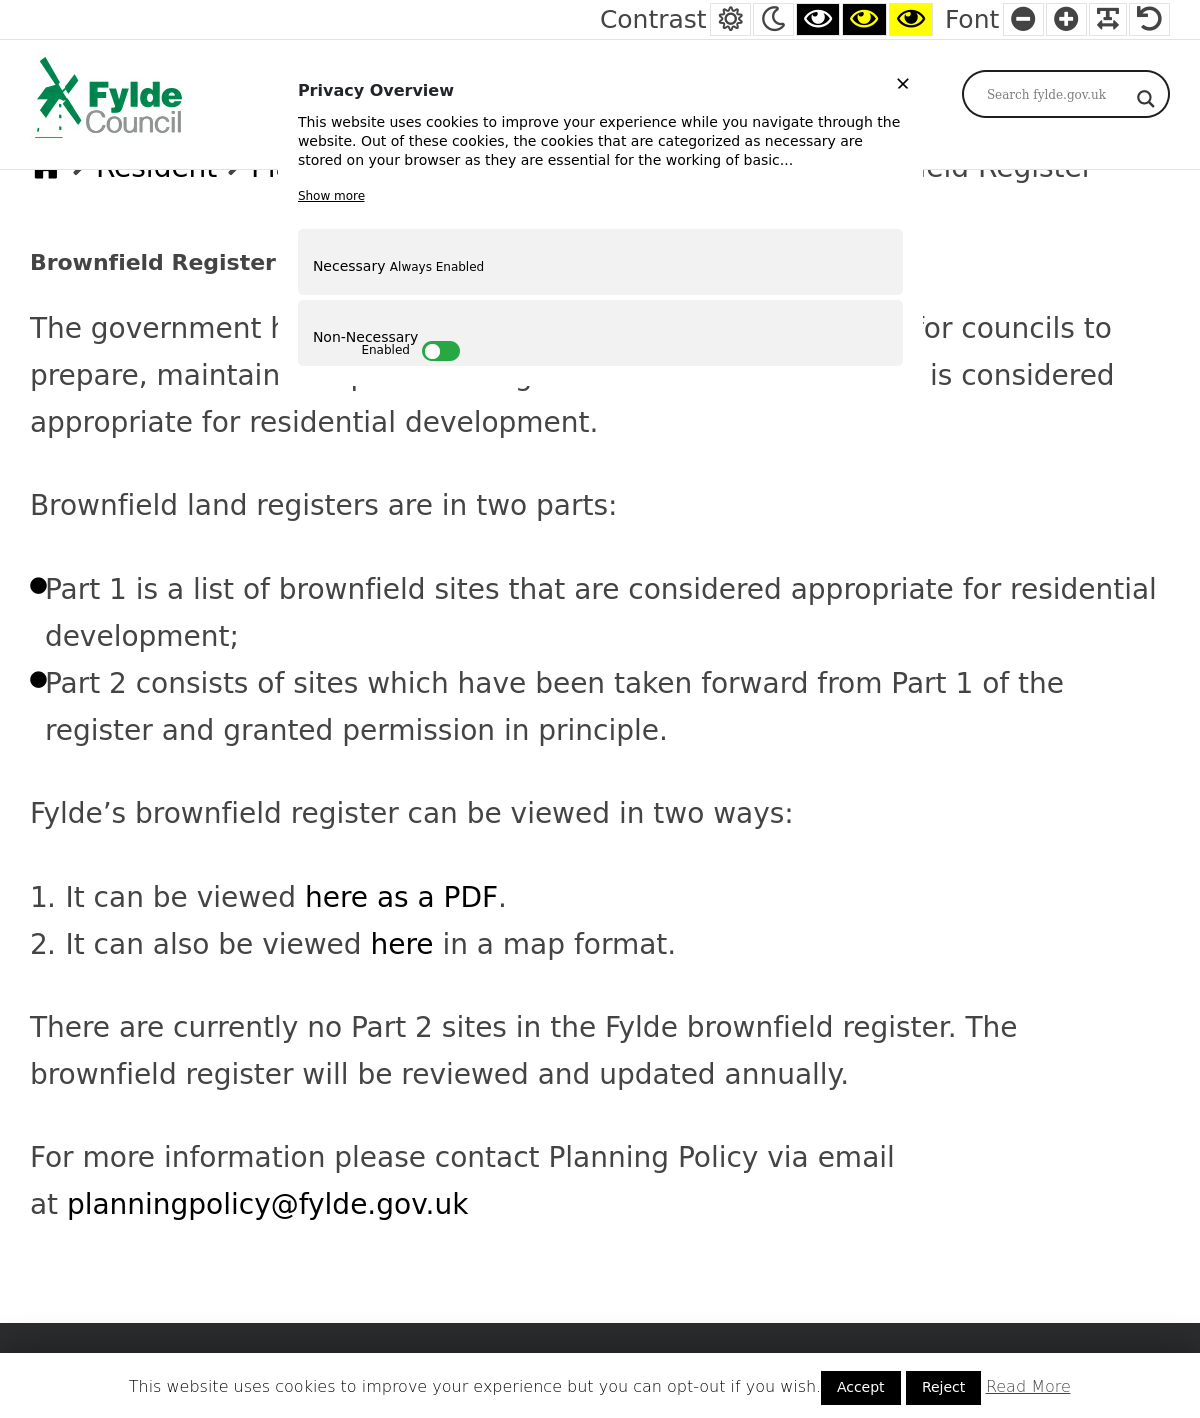 Contrast Font
Fylde
Council
Search fylde.gov.uk
Privacy Overview
This website uses cookies to improve your experience while you navigate through the
website. Out of these cookies, the cookies that are categorized as necessary are
stored on your browser as they are essential for the working of basic...
Show more
Necessary Always Enabled
Non-Necessary
Enabled
Resident Register
Brownfield Register
The government for councils to
prepare, maintain is considered
appropriate for residential development.
Brownfield land registers are in two parts:
Part 1 is a list of brownfield sites that are considered appropriate for residential
development;
Part 2 consists of sites which have been taken forward from Part 1 of the
register and granted permission in principle.
Fylde’s brownfield register can be viewed in two ways:
1. It can be viewed here as a PDF.
2. It can also be viewed here in a map format.
There are currently no Part 2 sites in the Fylde brownfield register. The
brownfield register will be reviewed and updated annually.
For more information please contact Planning Policy via email
at planningpolicy@fylde.gov.uk
This website uses cookies to improve your experience but you can opt-out if you wish. Accept Reject Read More